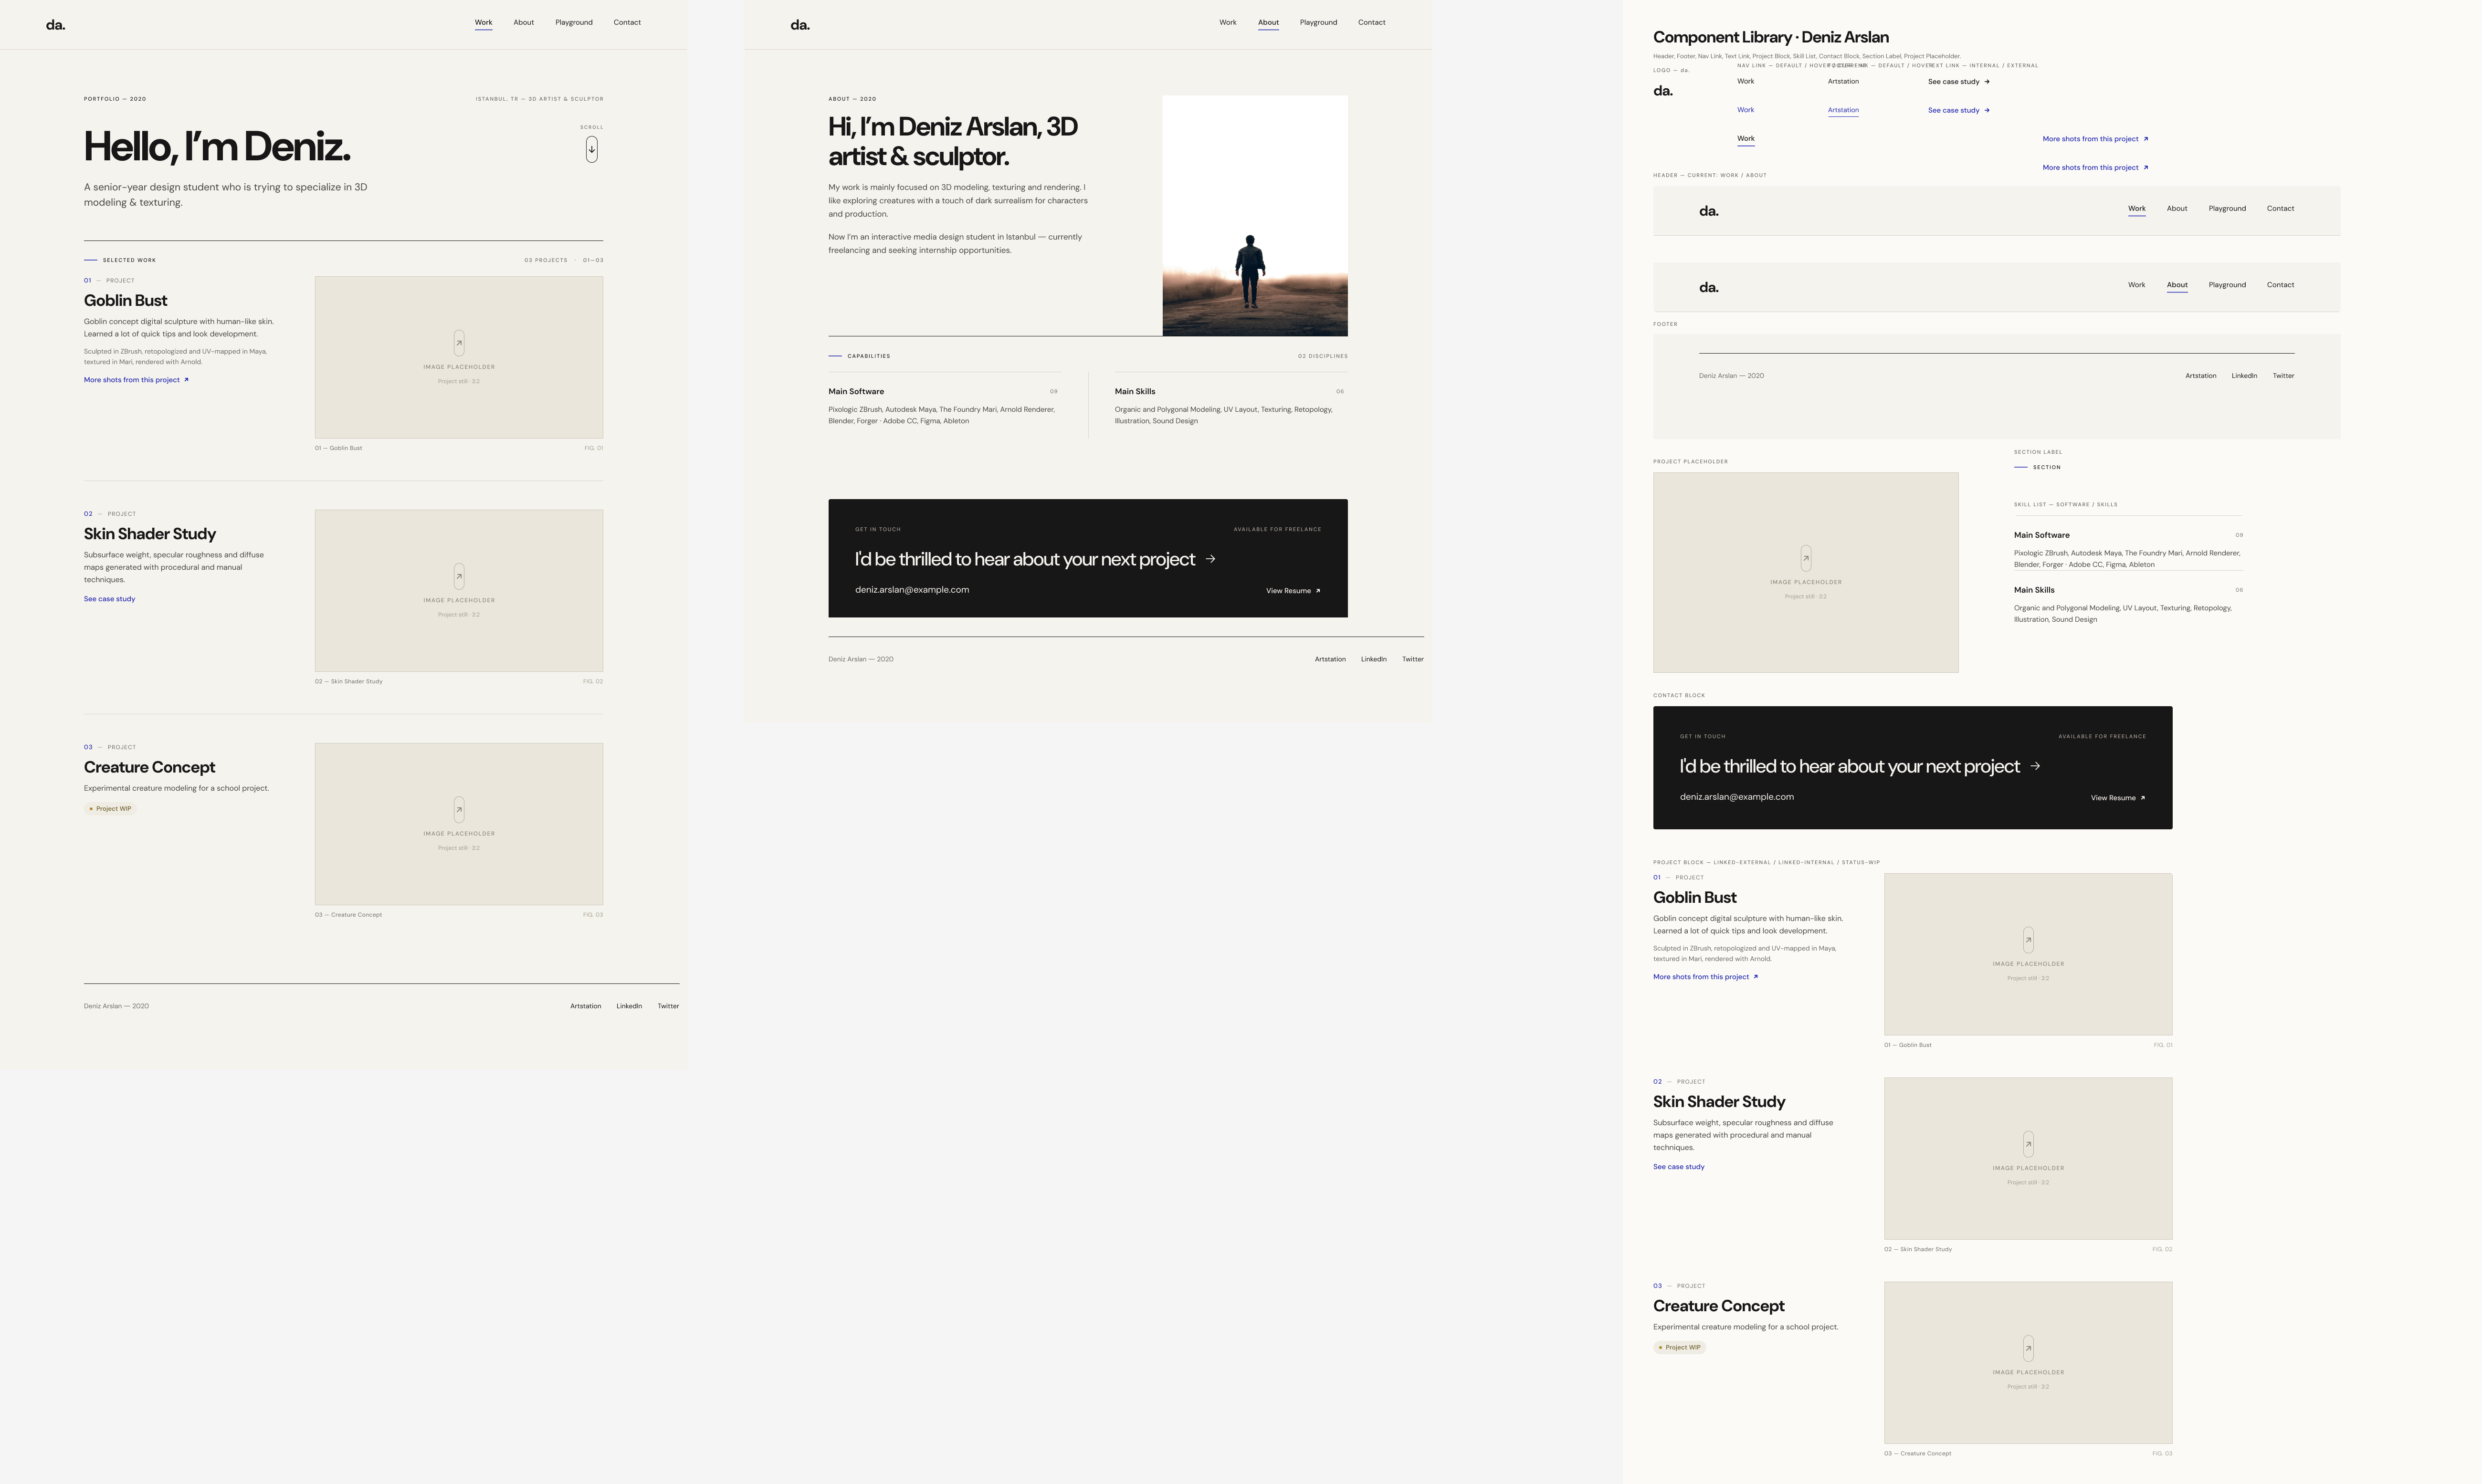 da.
Work About Playground Contact
PORTFOLIO — 2020
ISTANBUL, TR — 3D ARTIST & SCULPTOR
Hello, I'm Deniz.
SCROLL
A senior-year design student who is trying to specialize in 3D
modeling & texturing.
SELECTED WORK
03 PROJECTS · 01—03
01 — PROJECT
Goblin Bust
Goblin concept digital sculpture with human-like skin.
Learned a lot of quick tips and look development.
Sculpted in ZBrush, retopologized and UV-mapped in Maya,
textured in Mari, rendered with Arnold.
More shots from this project ↗
IMAGE PLACEHOLDER
Project still · 3:2
01 — Goblin Bust
FIG. 01
02 — PROJECT
Skin Shader Study
Subsurface weight, specular roughness and diffuse
maps generated with procedural and manual
techniques.
See case study
IMAGE PLACEHOLDER
Project still · 3:2
02 — Skin Shader Study
FIG. 02
03 — PROJECT
Creature Concept
Experimental creature modeling for a school project.
Project WIP
IMAGE PLACEHOLDER
Project still · 3:2
03 — Creature Concept
FIG. 03
Deniz Arslan — 2020
Artstation LinkedIn Twitter
da.
Work About Playground Contact
ABOUT — 2020
Hi, I'm Deniz Arslan, 3D
artist & sculptor.
My work is mainly focused on 3D modeling, texturing and rendering. I
like exploring creatures with a touch of dark surrealism for characters
and production.
Now I'm an interactive media design student in Istanbul — currently
freelancing and seeking internship opportunities.
CAPABILITIES
02 DISCIPLINES
Main Software
09
Pixologic ZBrush, Autodesk Maya, The Foundry Mari, Arnold Renderer,
Blender, Forger · Adobe CC, Figma, Ableton
Main Skills
06
Organic and Polygonal Modeling, UV Layout, Texturing, Retopology,
Illustration, Sound Design
GET IN TOUCH
AVAILABLE FOR FREELANCE
I'd be thrilled to hear about your next project →
deniz.arslan@example.com
View Resume ↗
Deniz Arslan — 2020
Artstation LinkedIn Twitter
Component Library · Deniz Arslan
Header, Footer, Nav Link, Text Link, Project Block, Skill List, Contact Block, Section Label, Project Placeholder.
LOGO — da.
NAV LINK — DEFAULT / HOVER
— DEFAULT / HOVER
TEXT LINK — INTERNAL / EXTERNAL
da.
Work
Artstation
See case study →
Work
Artstation
See case study →
Work
More shots from this project ↗
More shots from this project ↗
HEADER — CURRENT: WORK / ABOUT
da.
Work About Playground Contact
da.
Work About Playground Contact
FOOTER
Deniz Arslan — 2020
Artstation LinkedIn Twitter
PROJECT PLACEHOLDER
IMAGE PLACEHOLDER
Project still · 3:2
SECTION LABEL
SECTION
SKILL LIST — SOFTWARE / SKILLS
Main Software
09
Pixologic ZBrush, Autodesk Maya, The Foundry Mari, Arnold Renderer,
Blender, Forger · Adobe CC, Figma, Ableton
Main Skills
06
Organic and Polygonal Modeling, UV Layout, Texturing, Retopology,
Illustration, Sound Design
CONTACT BLOCK
GET IN TOUCH
AVAILABLE FOR FREELANCE
I'd be thrilled to hear about your next project →
deniz.arslan@example.com
View Resume ↗
PROJECT BLOCK — LINKED-EXTERNAL / LINKED-INTERNAL / STATUS-WIP
01 — PROJECT
Goblin Bust
Goblin concept digital sculpture with human-like skin.
Learned a lot of quick tips and look development.
Sculpted in ZBrush, retopologized and UV-mapped in Maya,
textured in Mari, rendered with Arnold.
More shots from this project ↗
IMAGE PLACEHOLDER
Project still · 3:2
01 — Goblin Bust
FIG. 01
02 — PROJECT
Skin Shader Study
Subsurface weight, specular roughness and diffuse
maps generated with procedural and manual
techniques.
See case study
IMAGE PLACEHOLDER
Project still · 3:2
02 — Skin Shader Study
FIG. 02
03 — PROJECT
Creature Concept
Experimental creature modeling for a school project.
Project WIP
IMAGE PLACEHOLDER
Project still · 3:2
03 — Creature Concept
FIG. 03